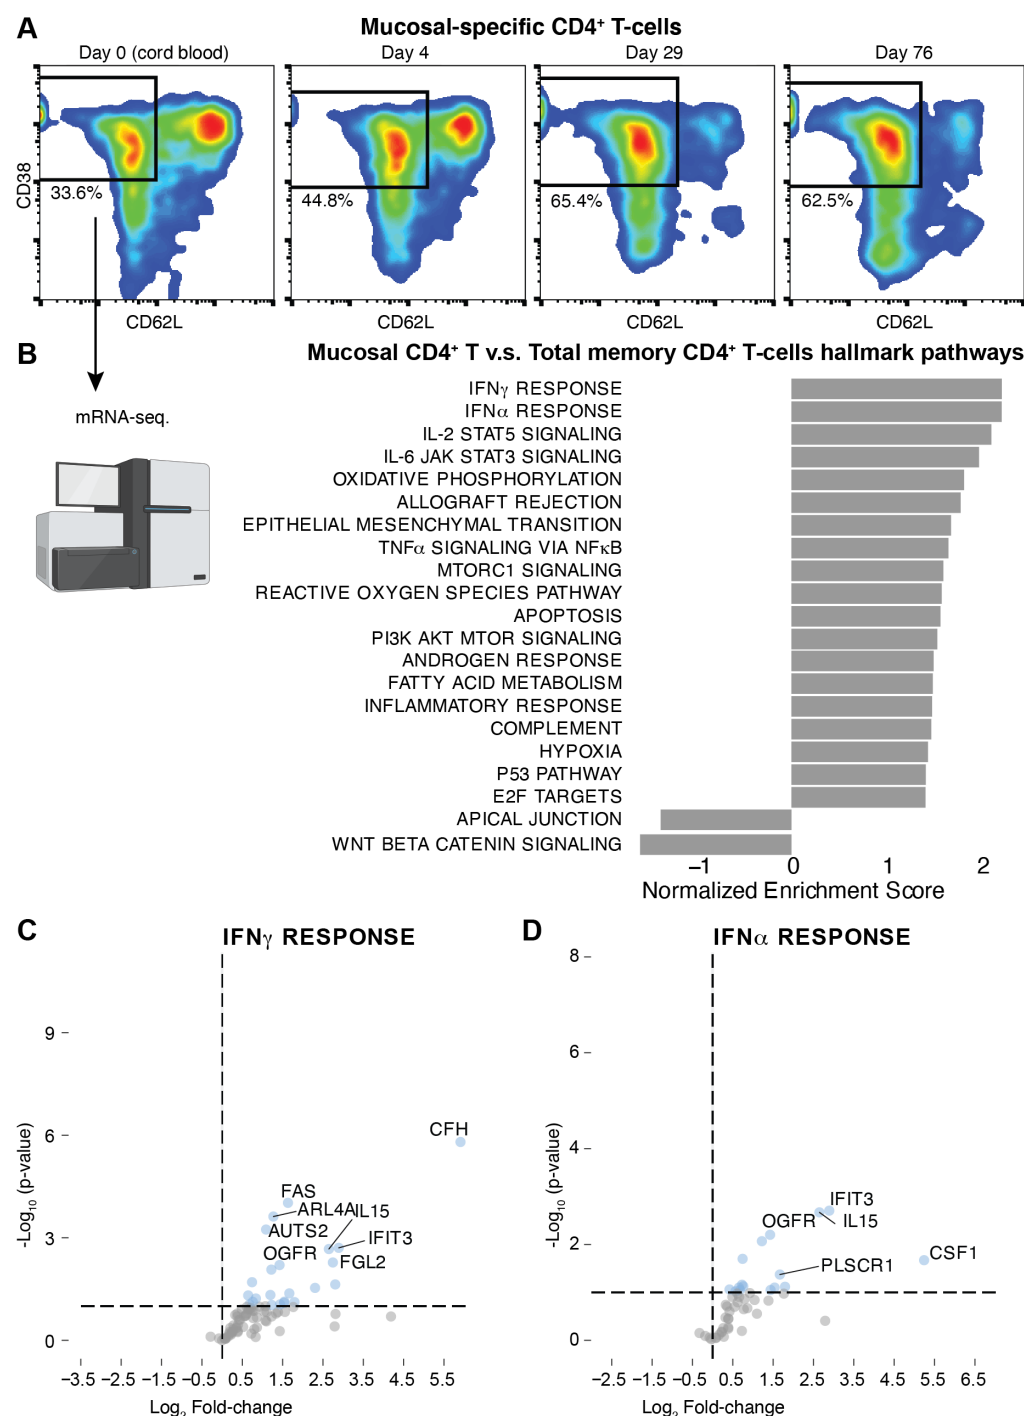 A
Mucosal-specific CD4⁺ T-cells
Day 0 (cord blood)
Day 4
Day 29
Day 76
CD38
33.6%
44.8%
65.4%
62.5%
CD62L
CD62L
CD62L
CD62L
B
Mucosal CD4⁺ T v.s. Total memory CD4⁺ T-cells hallmark pathways
mRNA-seq.
IFNγ RESPONSE
IFNα RESPONSE
IL-2 STAT5 SIGNALING
IL-6 JAK STAT3 SIGNALING
OXIDATIVE PHOSPHORYLATION
ALLOGRAFT REJECTION
EPITHELIAL MESENCHYMAL TRANSITION
TNFα SIGNALING VIA NFκB
MTORC1 SIGNALING
REACTIVE OXYGEN SPECIES PATHWAY
APOPTOSIS
PI3K AKT MTOR SIGNALING
ANDROGEN RESPONSE
FATTY ACID METABOLISM
INFLAMMATORY RESPONSE
COMPLEMENT
HYPOXIA
P53 PATHWAY
E2F TARGETS
APICAL JUNCTION
WNT BETA CATENIN SIGNALING
−1 0 1 2
Normalized Enrichment Score
C
IFNγ RESPONSE
-Log₁₀ (p-value)
9
6
3
0
CFH
FAS
ARL4A
IL15
AUTS2
IFIT3
OGFR
FGL2
−3.5 −2.5 −1.5 −0.5 0.5 1.5 2.5 3.5 4.5 5.5
Log₂ Fold-change
D
IFNα RESPONSE
-Log₁₀ (p-value)
8
6
4
2
0
IFIT3
OGFR
IL15
CSF1
PLSCR1
−2.5 −1.5 −0.5 0.5 1.5 2.5 3.5 4.5 5.5 6.5
Log₂ Fold-change